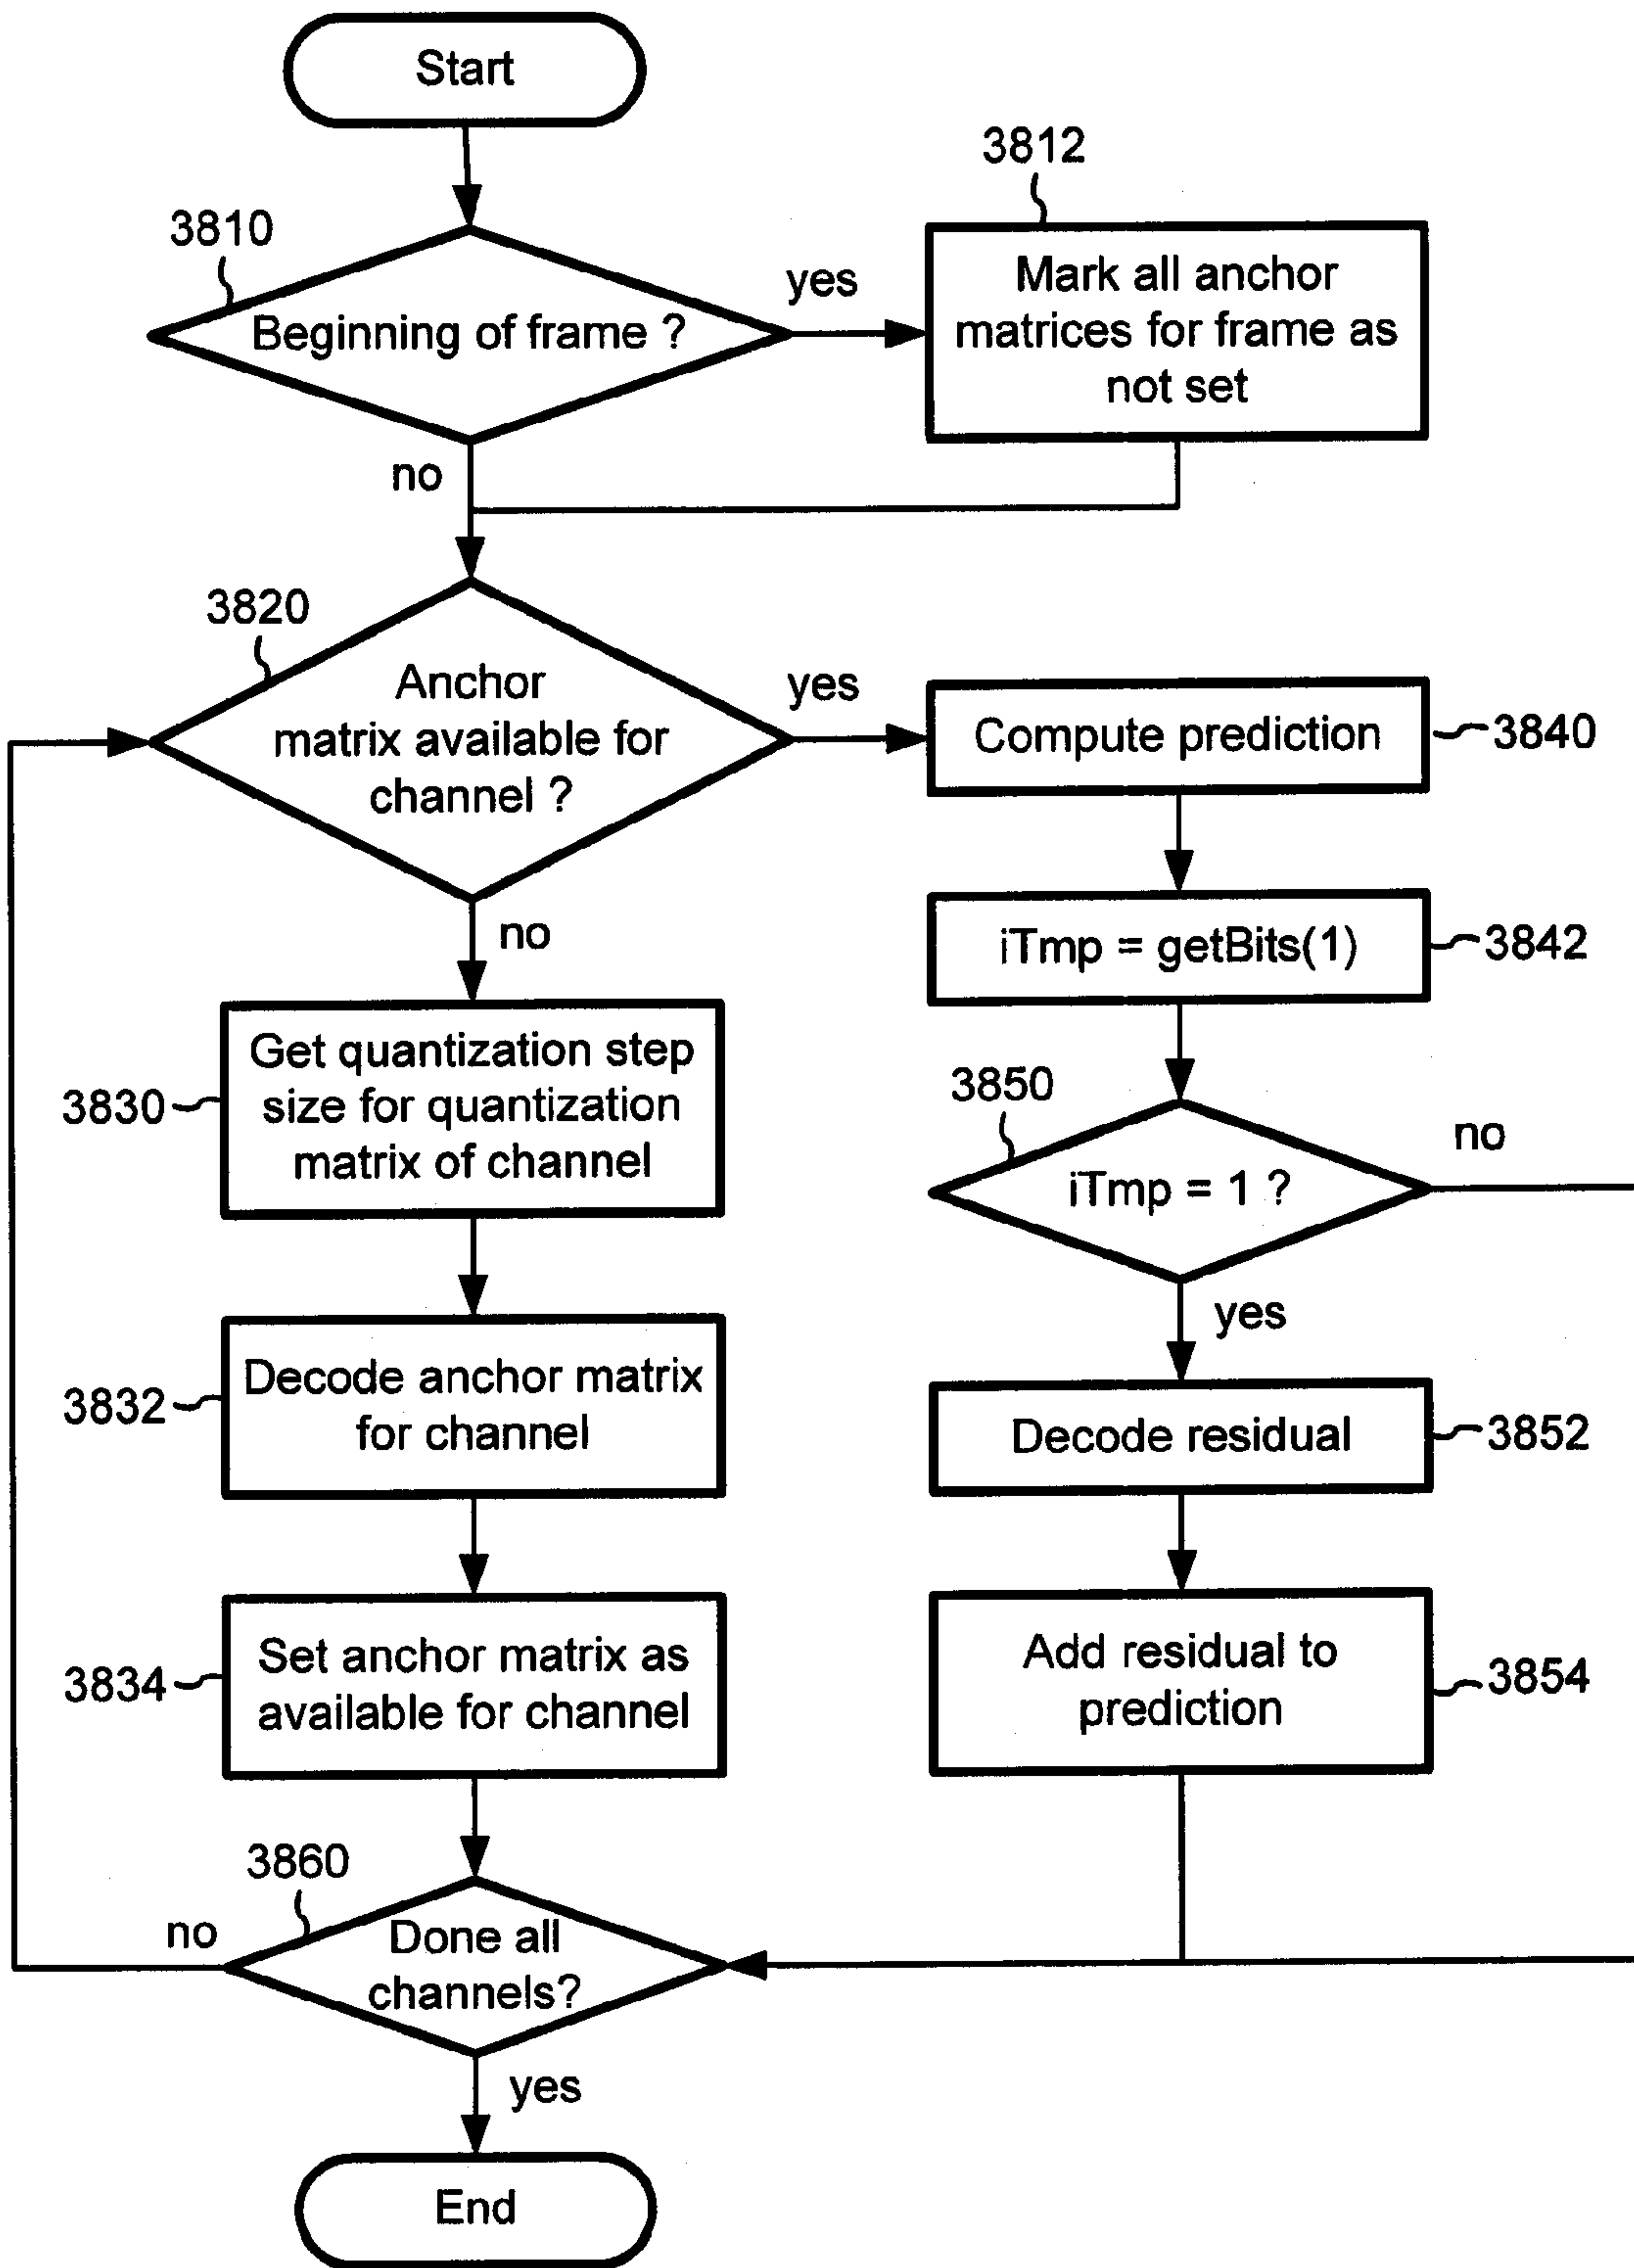 Start
3812
3810
yes
Mark all anchor
matrices for frame as
not set
Beginning of frame ?
no
3820
Anchor
matrix available for
channel ?
yes
Compute prediction
3840
no
iTmp = getBits(1)
3842
3830
Get quantization step
size for quantization
matrix of channel
3850
iTmp = 1 ?
no
yes
3832
Decode anchor matrix
for channel
Decode residual
3852
3834
Set anchor matrix as
available for channel
Add residual to
prediction
3854
3860
no
Done all
channels?
yes
End